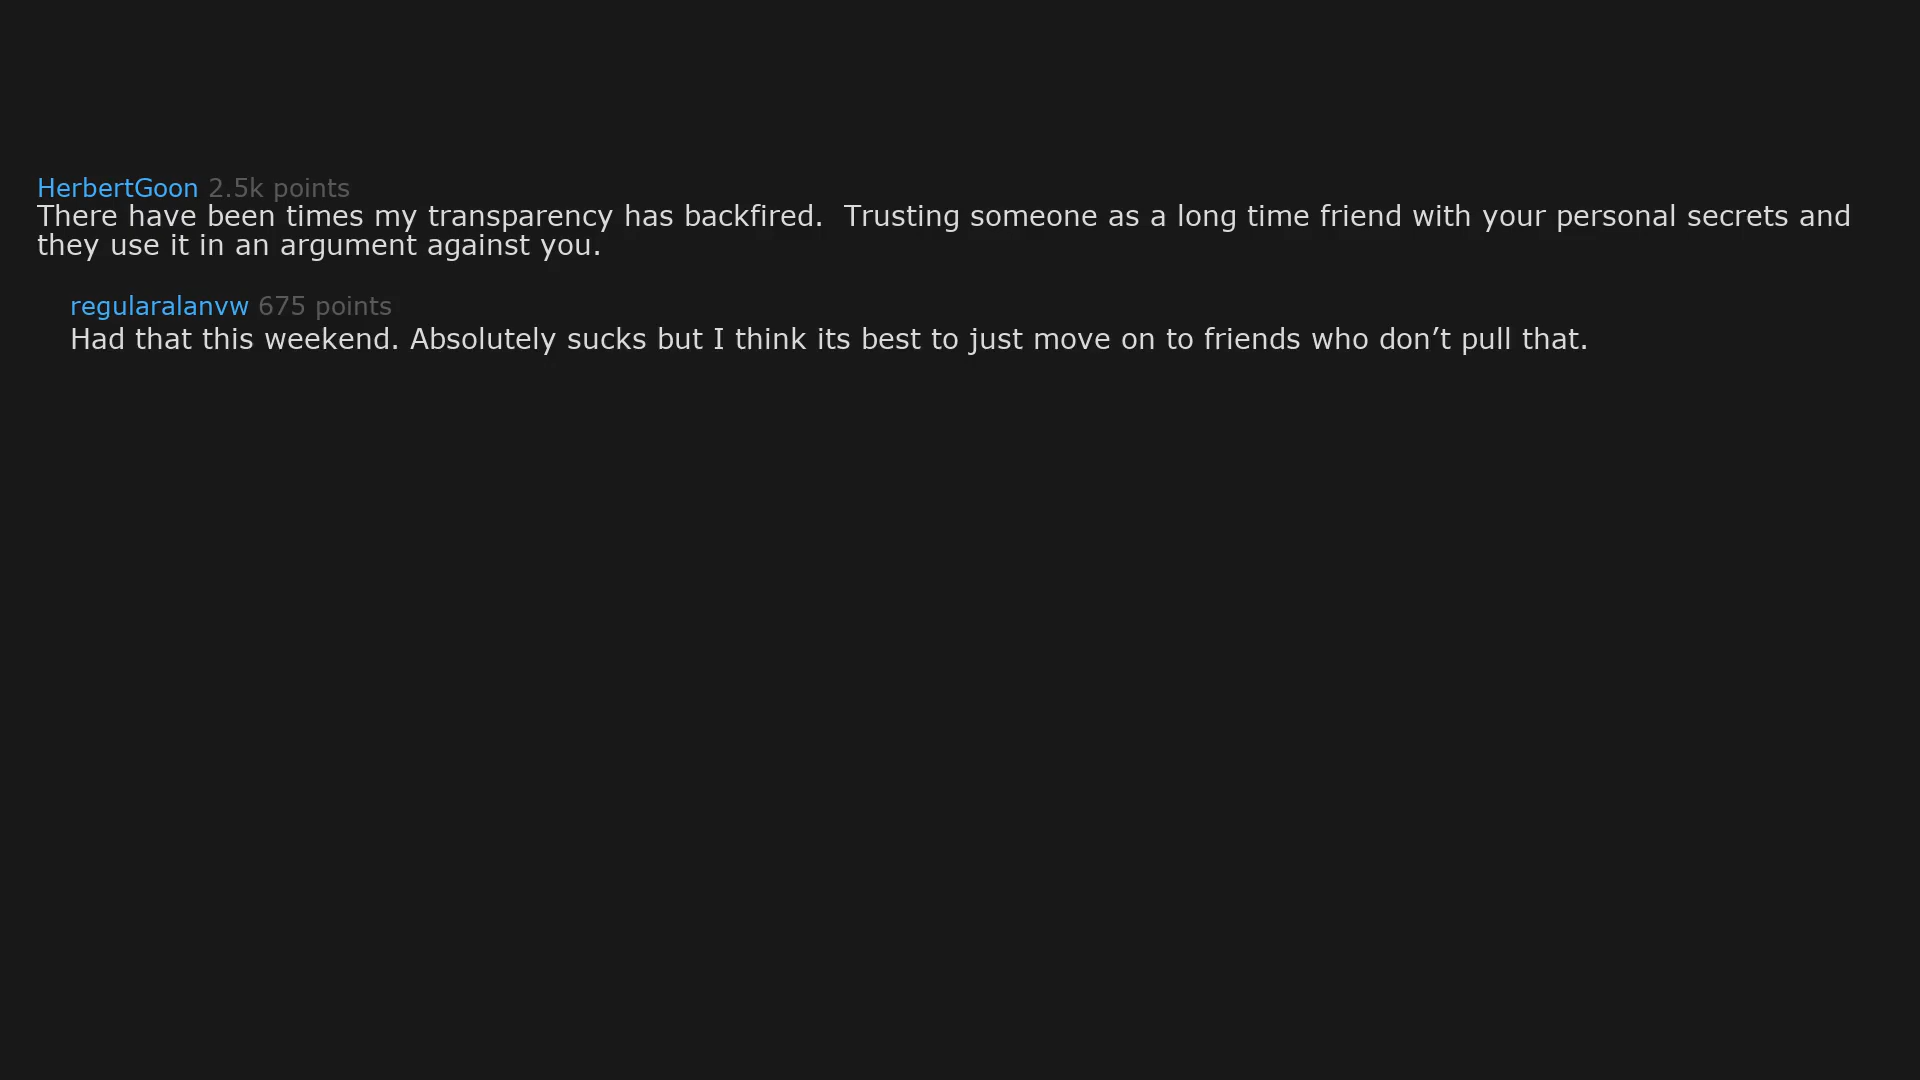 HerbertGoon 2.5k points
There have been times my transparency has backfired.  Trusting someone as a long time friend with your personal secrets and
they use it in an argument against you.
regularalanvw 675 points
Had that this weekend. Absolutely sucks but I think its best to just move on to friends who don’t pull that.